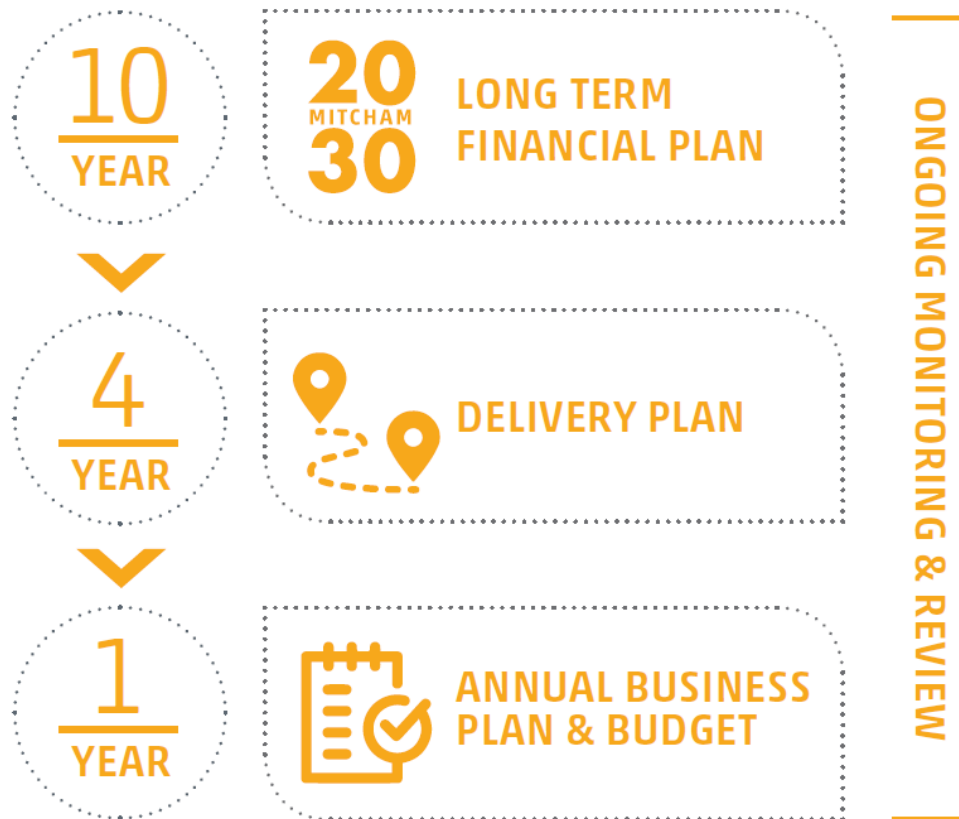 10
YEAR
20
MITCHAM
30
LONG TERM
FINANCIAL PLAN
4
YEAR
DELIVERY PLAN
1
YEAR
ANNUAL BUSINESS
PLAN & BUDGET
ONGOING MONITORING & REVIEW